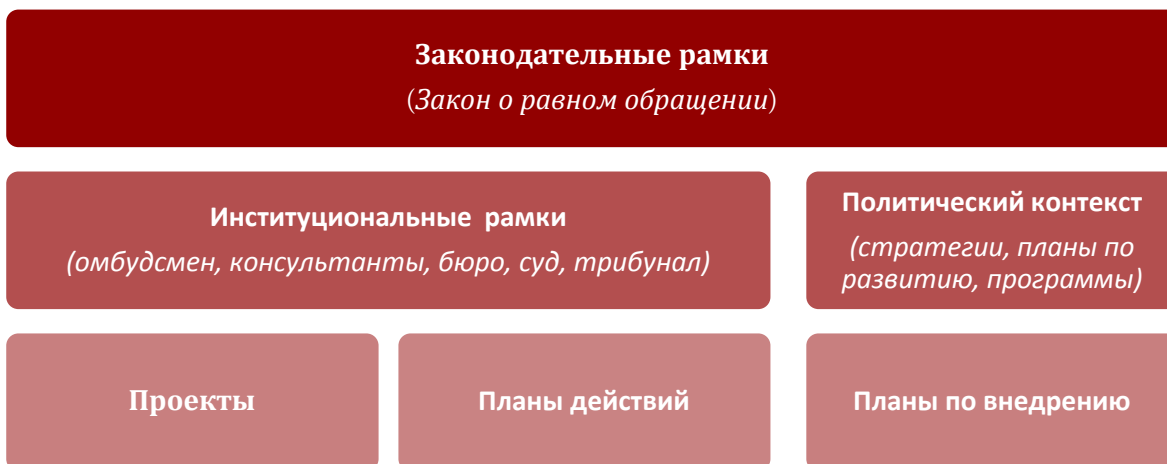 Законодательные рамки
(Закон о равном обращении)
Институциональные рамки
(омбудсмен, консультанты, бюро, суд, трибунал)
Политический контекст
(стратегии, планы по
развитию, программы)
Проекты
Планы действий
Планы по внедрению